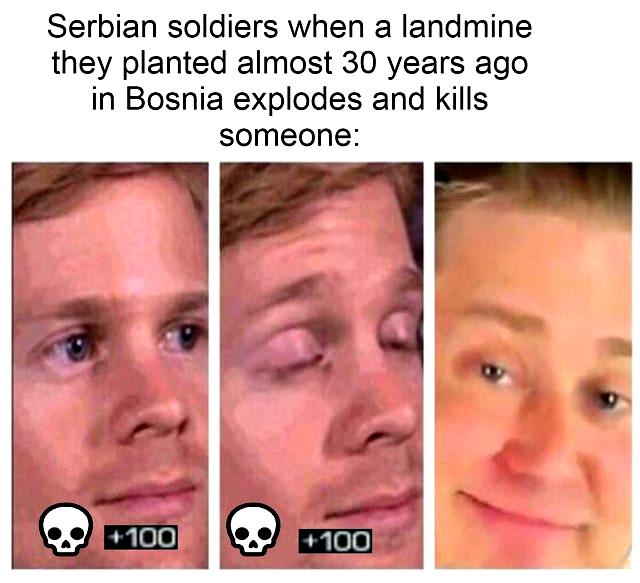 Serbian soldiers when a landmine
they planted almost 30 years ago
in Bosnia explodes and kills
someone:
+100
+100